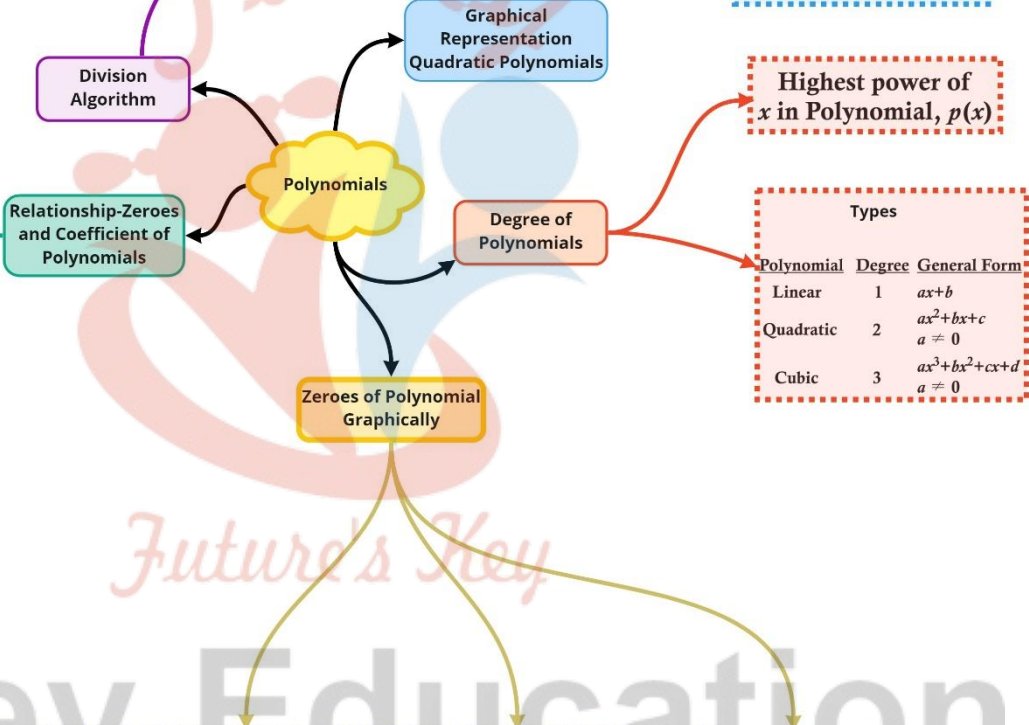 Graphical
Representation
Quadratic Polynomials
Division
Algorithm
Highest power of
x in Polynomial, p(x)
Polynomials
Relationship-Zeroes
and Coefficient of
Polynomials
Degree of
Polynomials
Types
Polynomial Degree General Form
Linear 1 ax+b
Quadratic 2 ax²+bx+c
a ≠ 0
Cubic 3 ax³+bx²+cx+d
a ≠ 0
Zeroes of Polynomial
Graphically
Future's Key
ey Education